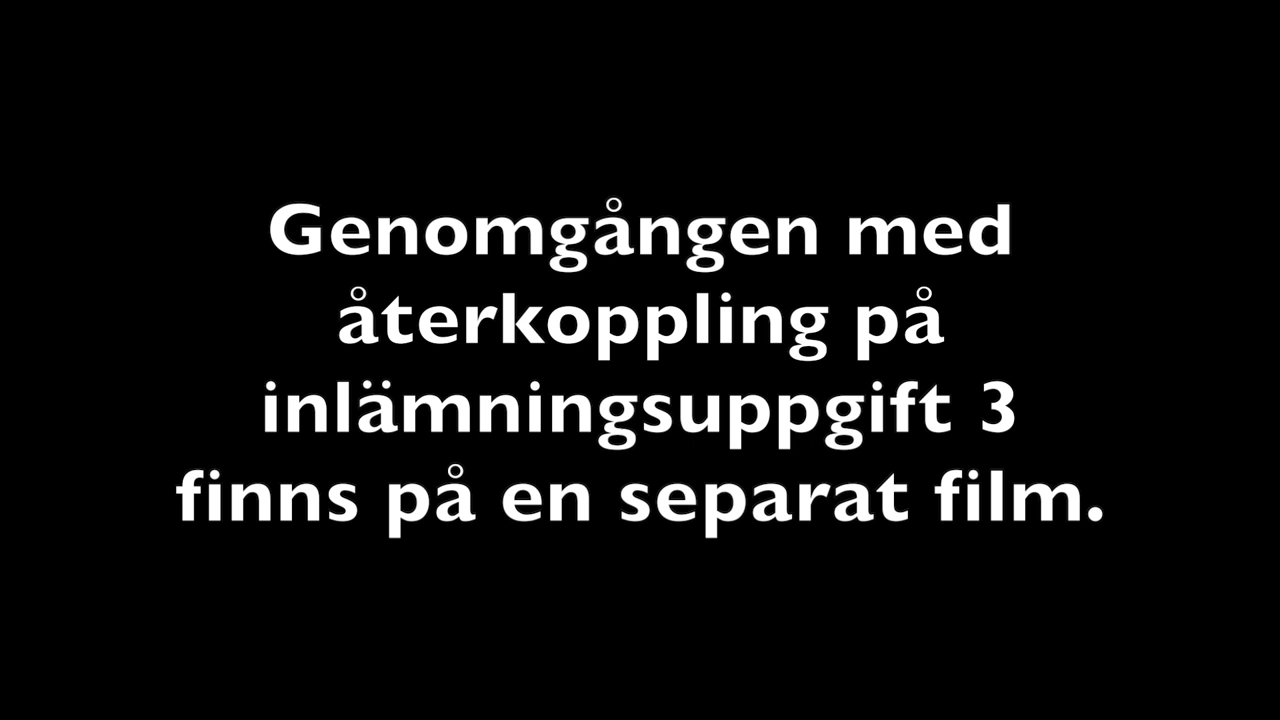 Genomgången med
återkoppling på
inlämningsuppgift 3
finns på en separat film.